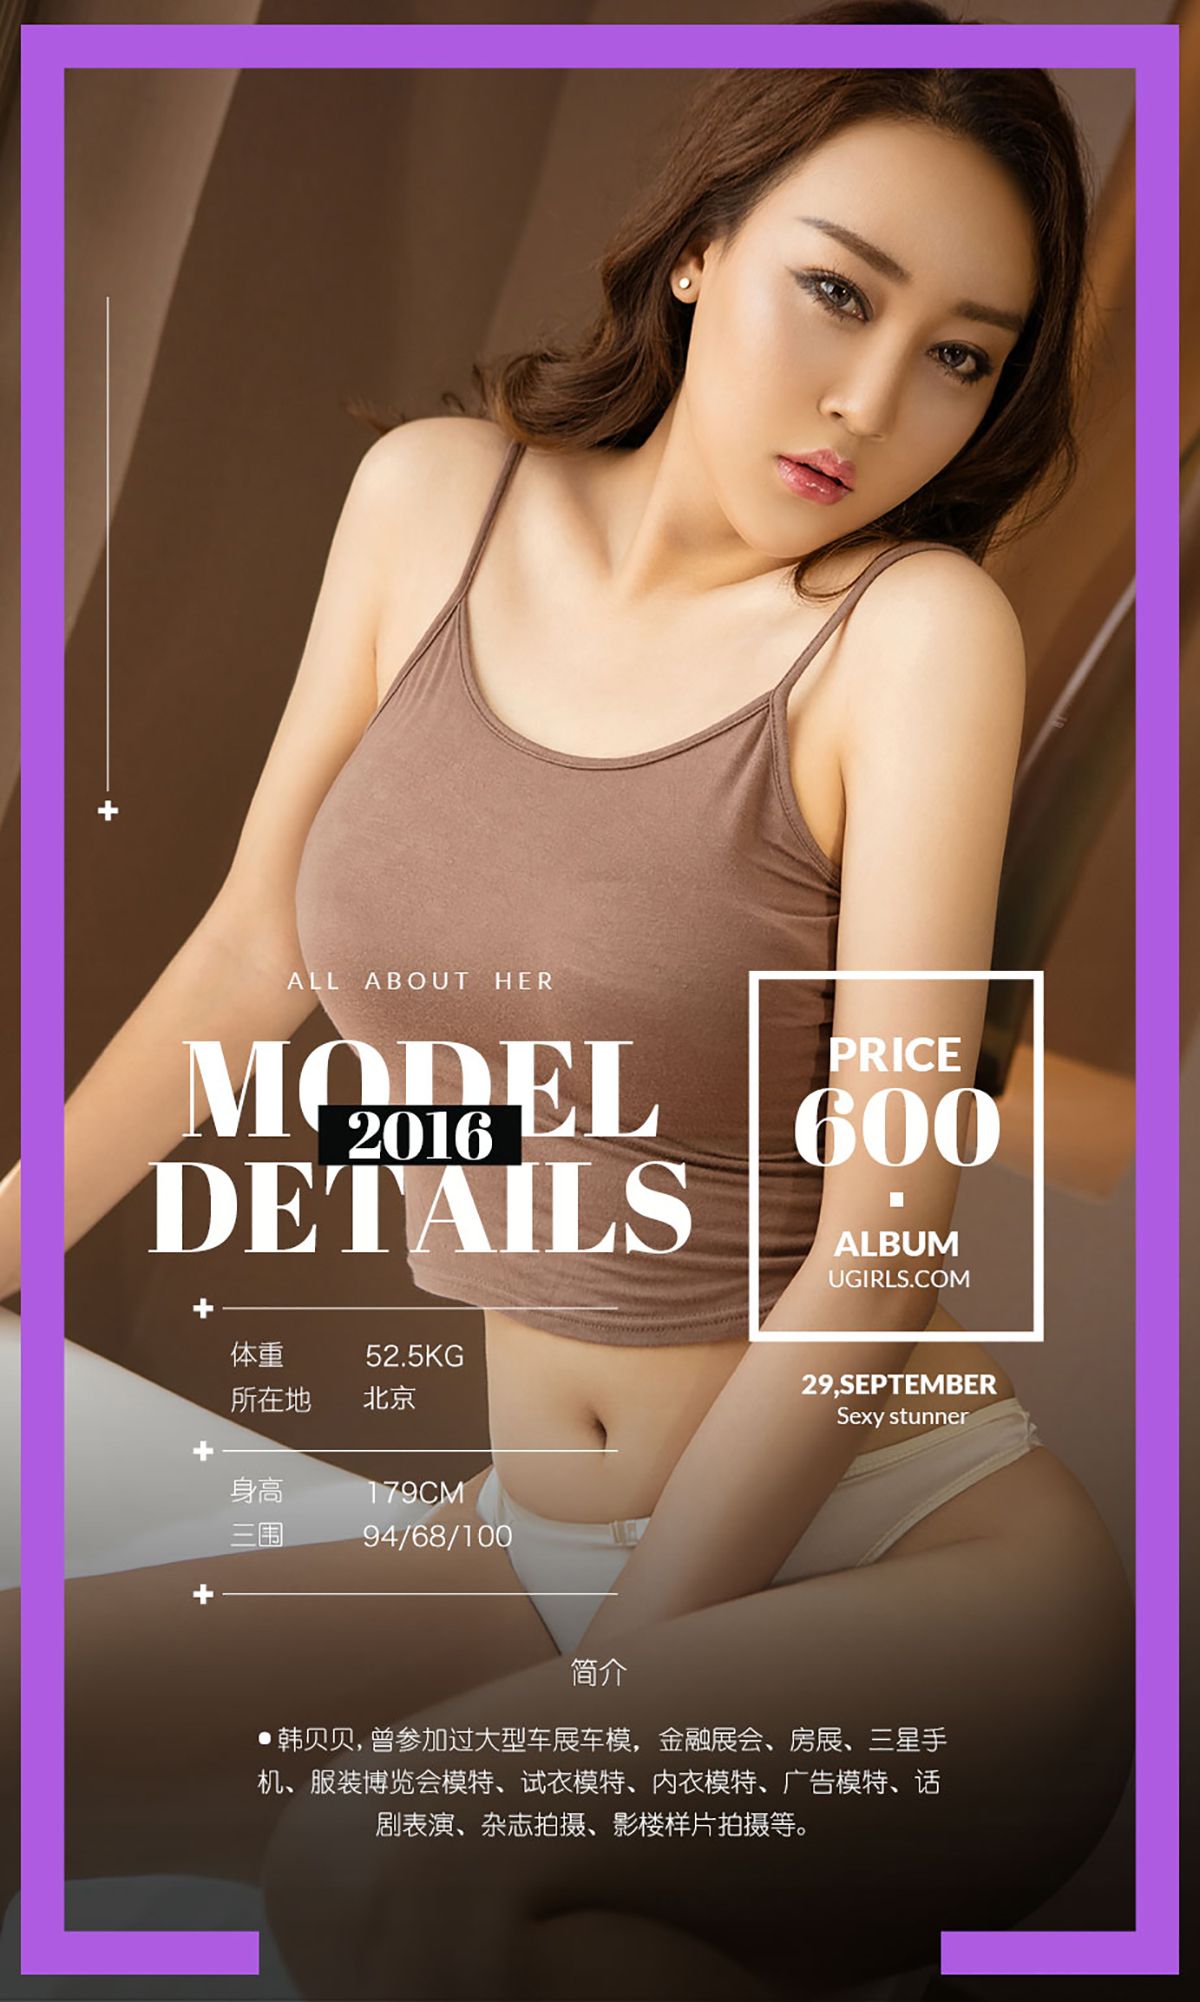 ALL ABOUT HER
MODEL
2016
DETAILS
PRICE
600
ALBUM
UGIRLS.COM
29,SEPTEMBER
Sexy stunner
体重 52.5KG
所在地 北京
身高 179CM
三围 94/68/100
简介
•韩贝贝,曾参加过大型车展车模，金融展会、房展、三星手
机、服装博览会模特、试衣模特、内衣模特、广告模特、话
剧表演、杂志拍摄、影楼样片拍摄等。